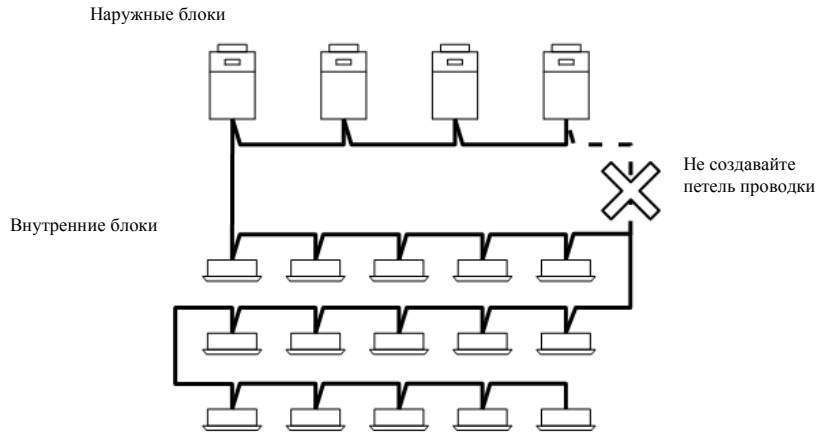 Наружные блоки
Не создавайте
петель проводки
Внутренние блоки